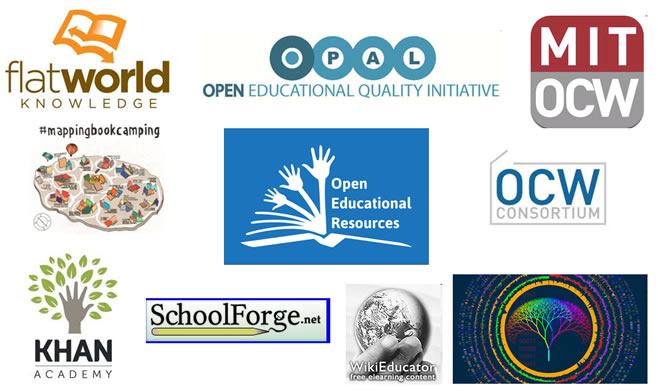 flatworld
KNOWLEDGE
OPAL
OPEN EDUCATIONAL QUALITY INITIATIVE
MIT
OCW
#mappingbookcamping
Open
Educational
Resources
OCW
CONSORTIUM
KHAN
ACADEMY
SchoolForge.net
WikiEducator
free elearning content